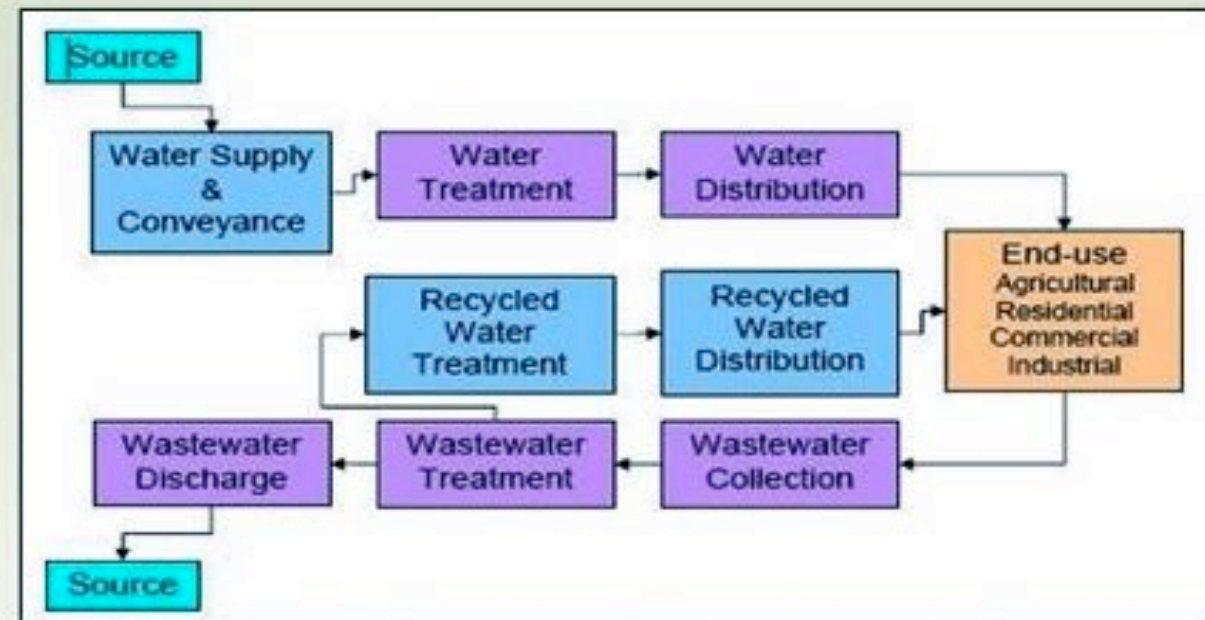 Source
Water Supply
&
Conveyance
Water
Treatment
Water
Distribution
End-use
Agricultural
Residential
Commercial
Industrial
Recycled
Water
Treatment
Recycled
Water
Distribution
Wastewater
Discharge
Wastewater
Treatment
Wastewater
Collection
Source